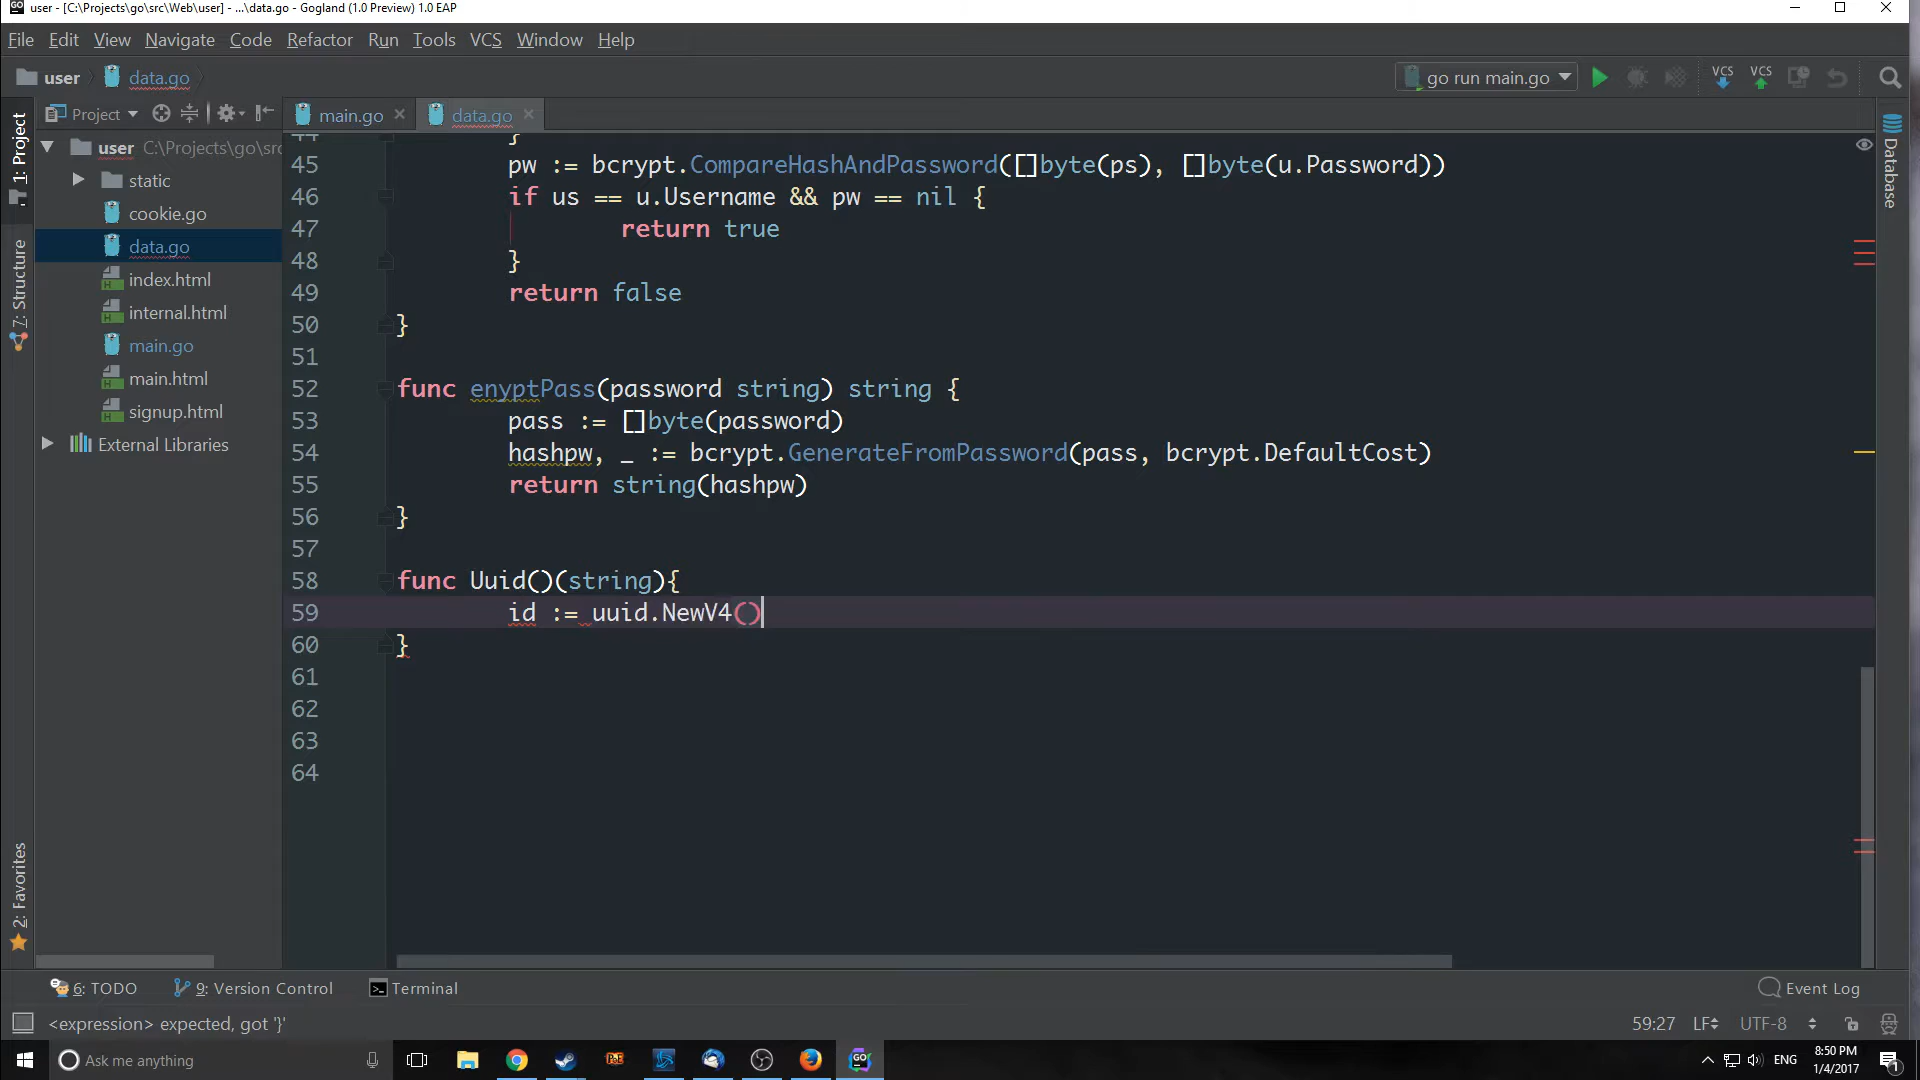 user - [C:\Projects\go\src\Web\user] - ...\data.go - Gogland (1.0 Preview) 1.0 EAP
File Edit View Navigate Code Refactor Run Tools VCS Window Help
user data.go go run main.go VCS VCS
Project main.go data.go
user C:\Projects\go\src
static
cookie.go
data.go
index.html
internal.html
main.go
main.html
signup.html
External Libraries
1: Project
7: Structure
2: Favorites
Database
44 }
45 pw := bcrypt.CompareHashAndPassword([]byte(ps), []byte(u.Password))
46 if us == u.Username && pw == nil {
47 return true
48 }
49 return false
50 }
51
52 func enyptPass(password string) string {
53 pass := []byte(password)
54 hashpw, _ := bcrypt.GenerateFromPassword(pass, bcrypt.DefaultCost)
55 return string(hashpw)
56 }
57
58 func Uuid()(string){
59 id := uuid.NewV4()
60 }
61
62
63
64
6: TODO 9: Version Control Terminal Event Log
<expression> expected, got '}' 59:27 LF UTF-8
Ask me anything ENG 8:50 PM
1/4/2017